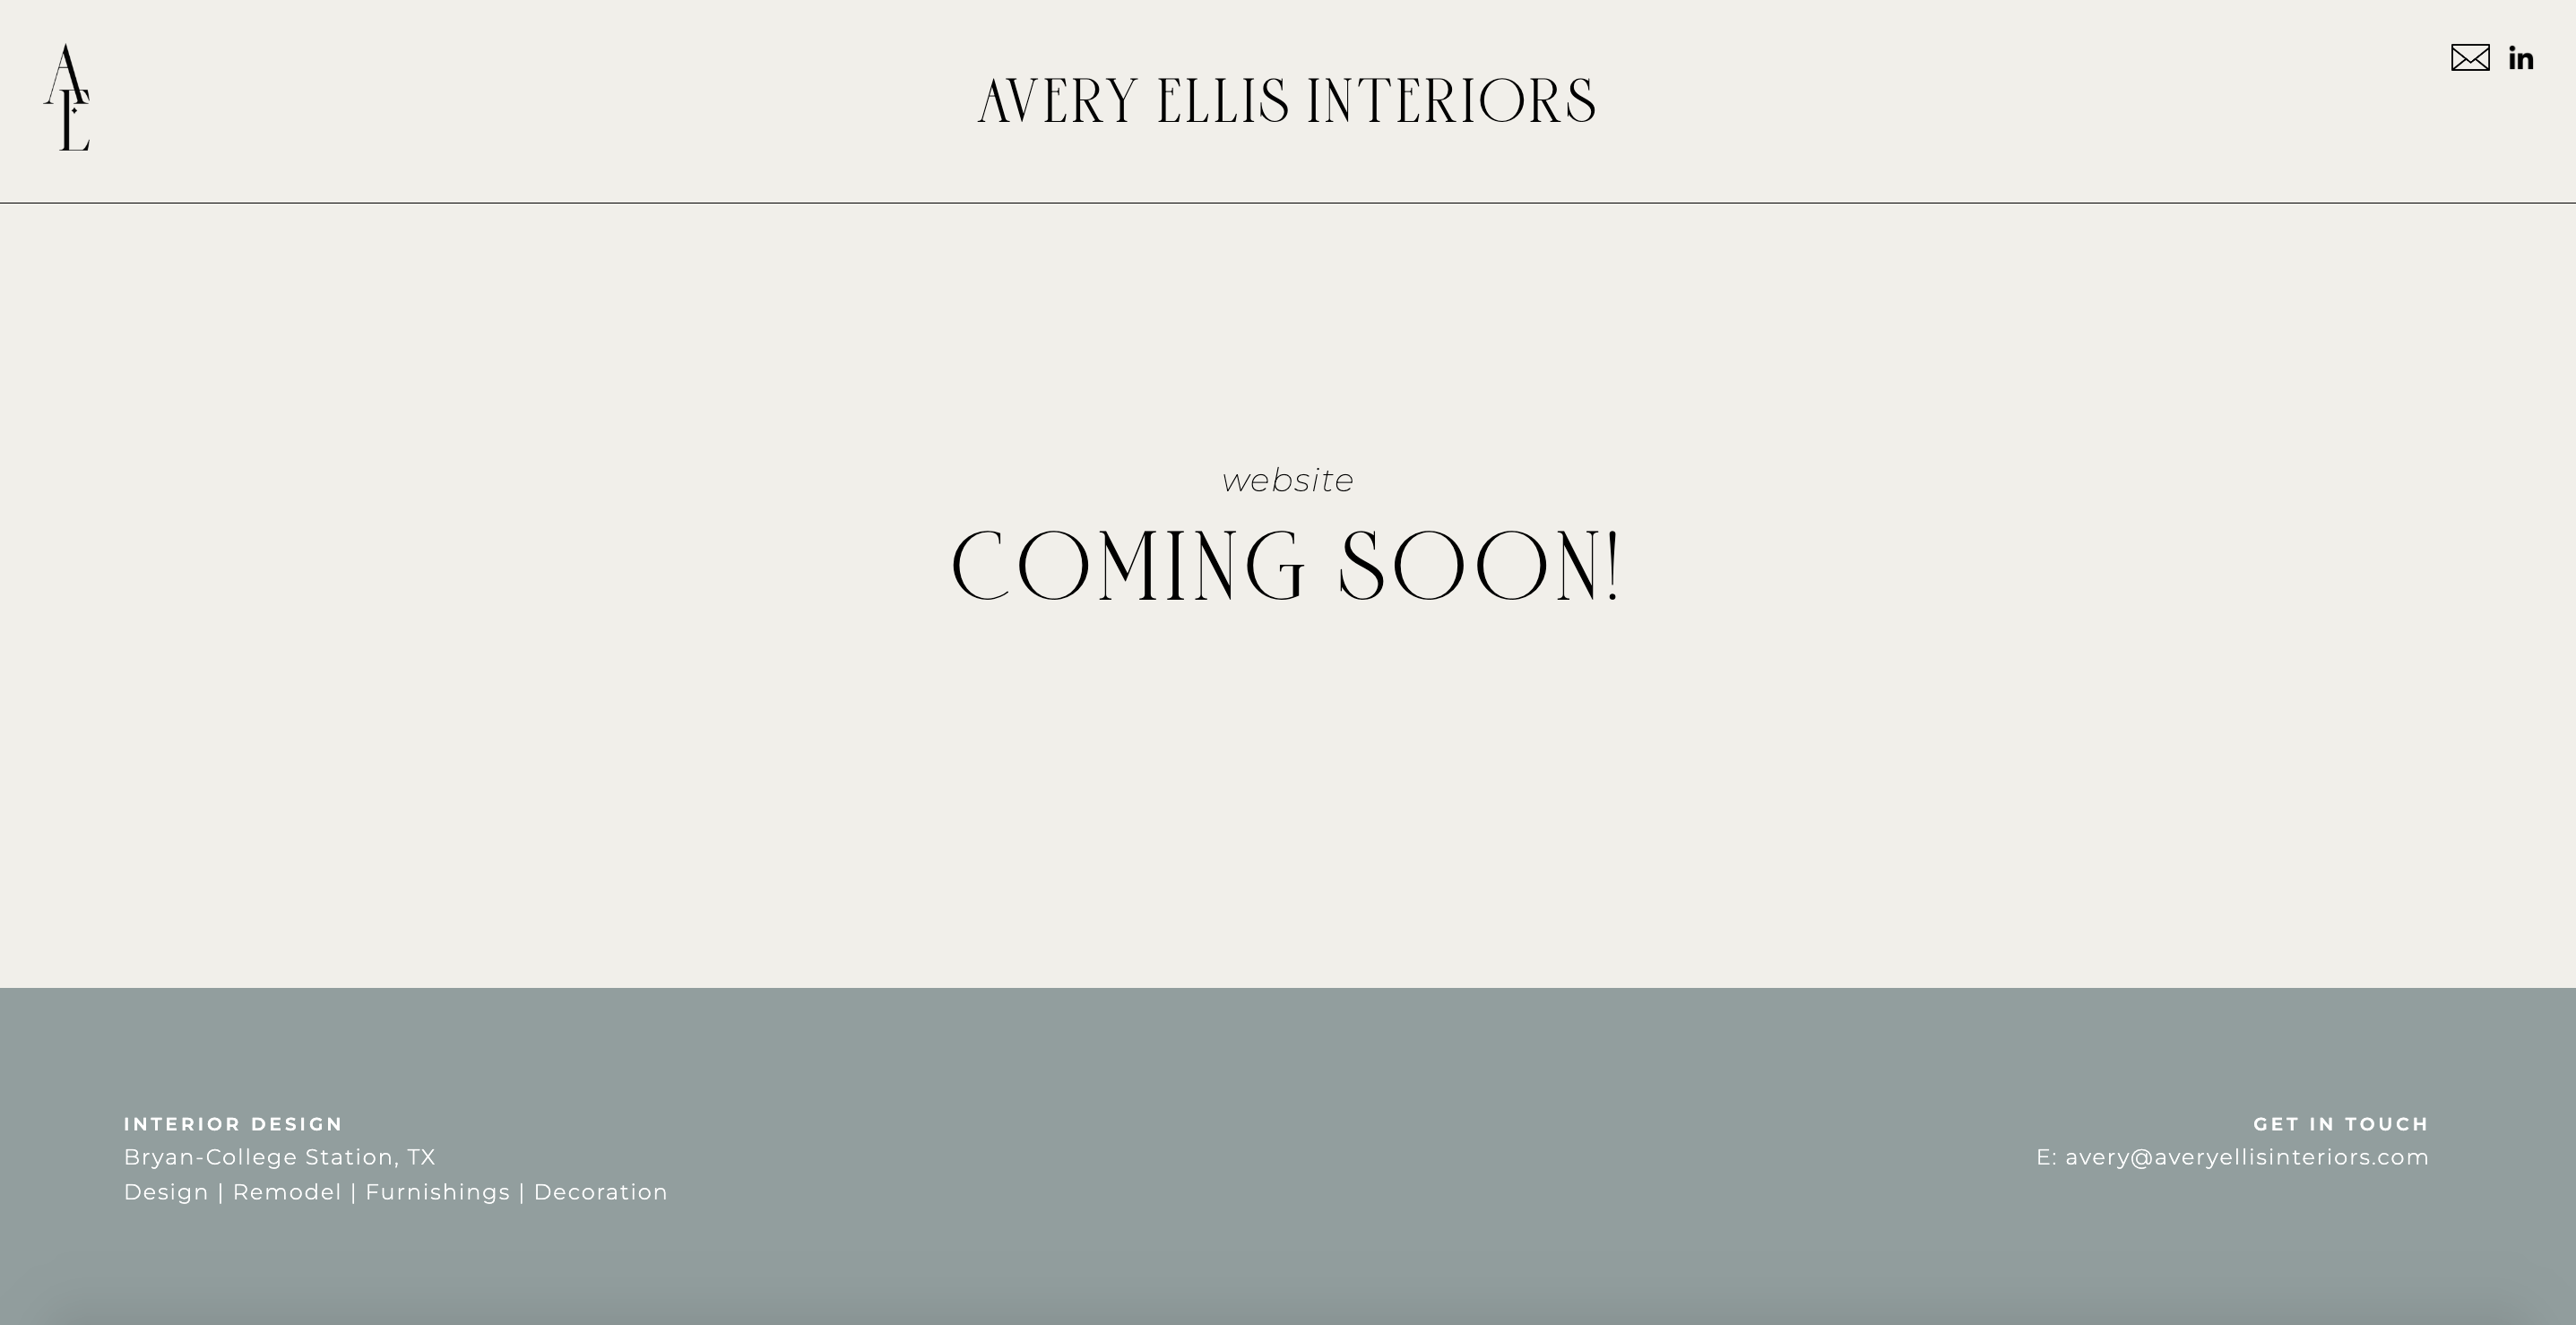 AE
AVERY ELLIS INTERIORS
in
website
COMING SOON!
INTERIOR DESIGN
Bryan-College Station, TX
Design | Remodel | Furnishings | Decoration
GET IN TOUCH
E: avery@averyellisinteriors.com